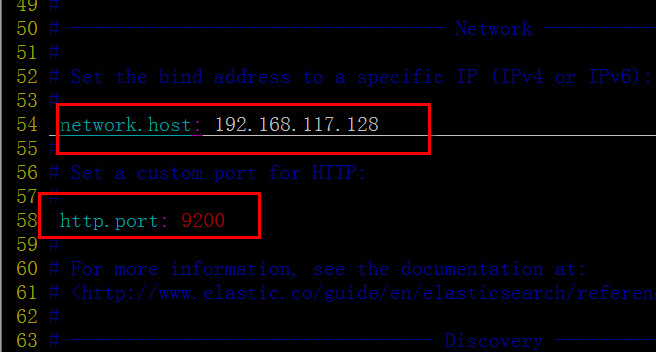 49 #
50 # ---------------------------------- Network -----------------------------------
51 #
52 # Set the bind address to a specific IP (IPv4 or IPv6):
53 #
54 network.host: 192.168.117.128
55 #
56 # Set a custom port for HTTP:
57 #
58 http.port: 9200
59 #
60 # For more information, see the documentation at:
61 # <http://www.elastic.co/guide/en/elasticsearch/referen
62 #
63 # --------------------------------- Discovery ----------------------------------